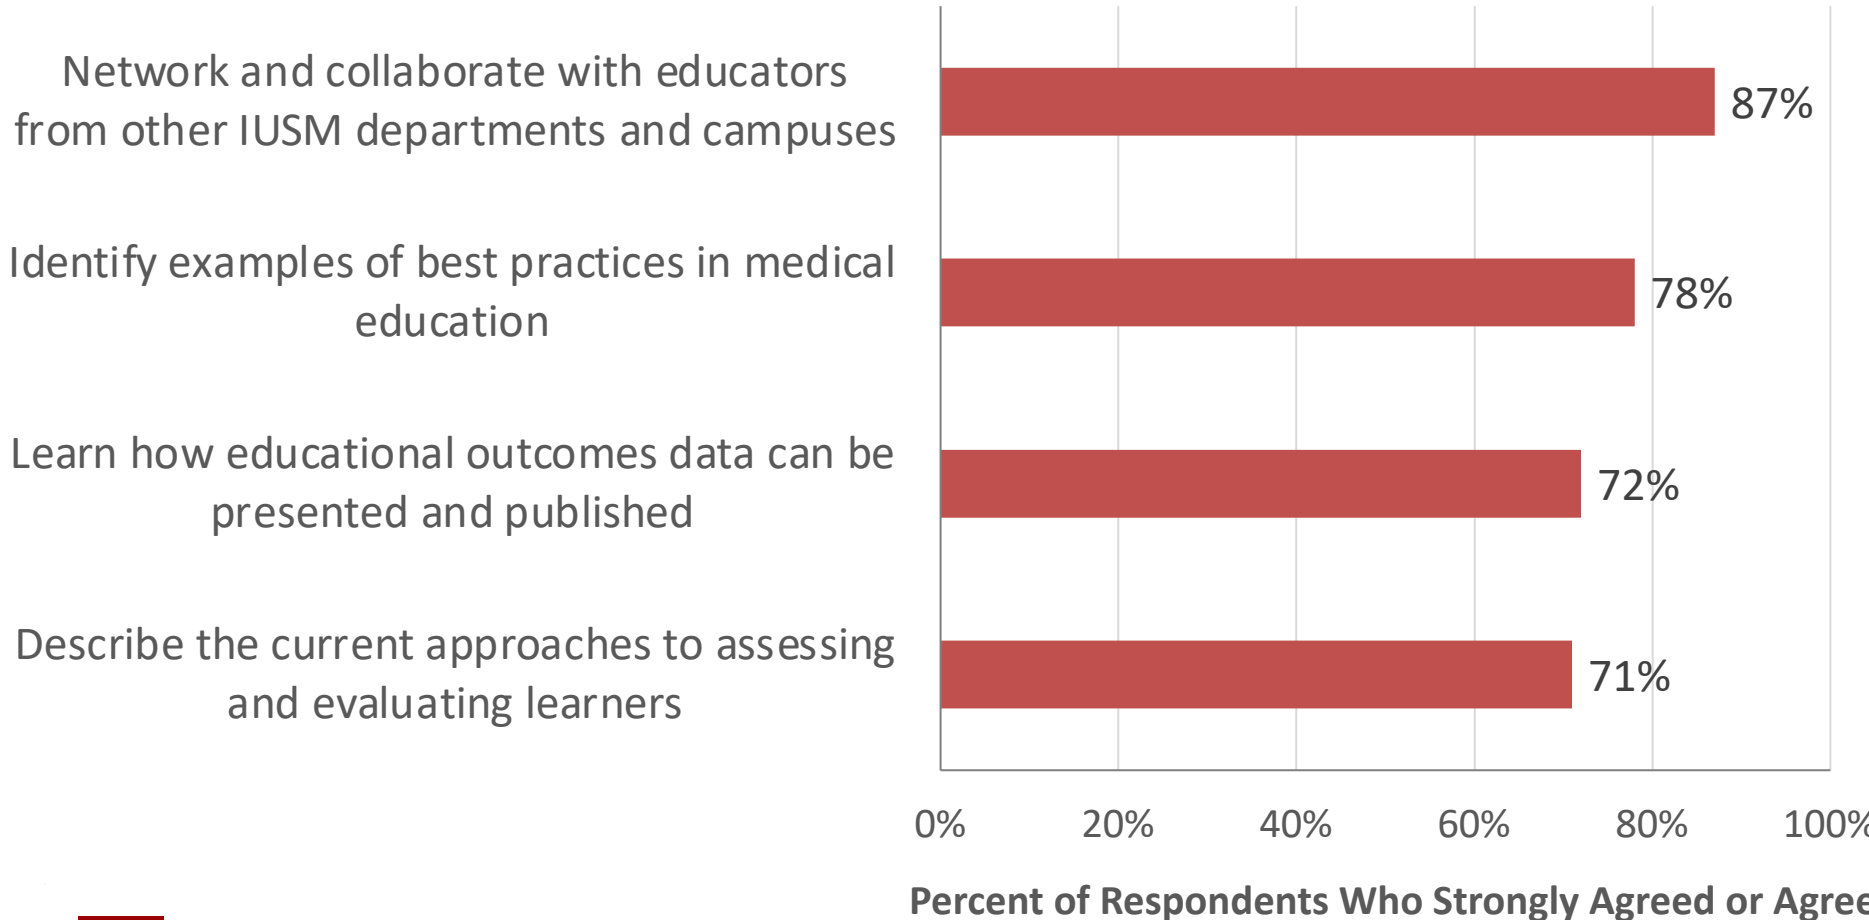 Network and collaborate with educators
from other IUSM departments and campuses
87%
Identify examples of best practices in medical
education
78%
Learn how educational outcomes data can be
presented and published
72%
Describe the current approaches to assessing
and evaluating learners
71%
0% 20% 40% 60% 80% 100%
Percent of Respondents Who Strongly Agreed or Agree